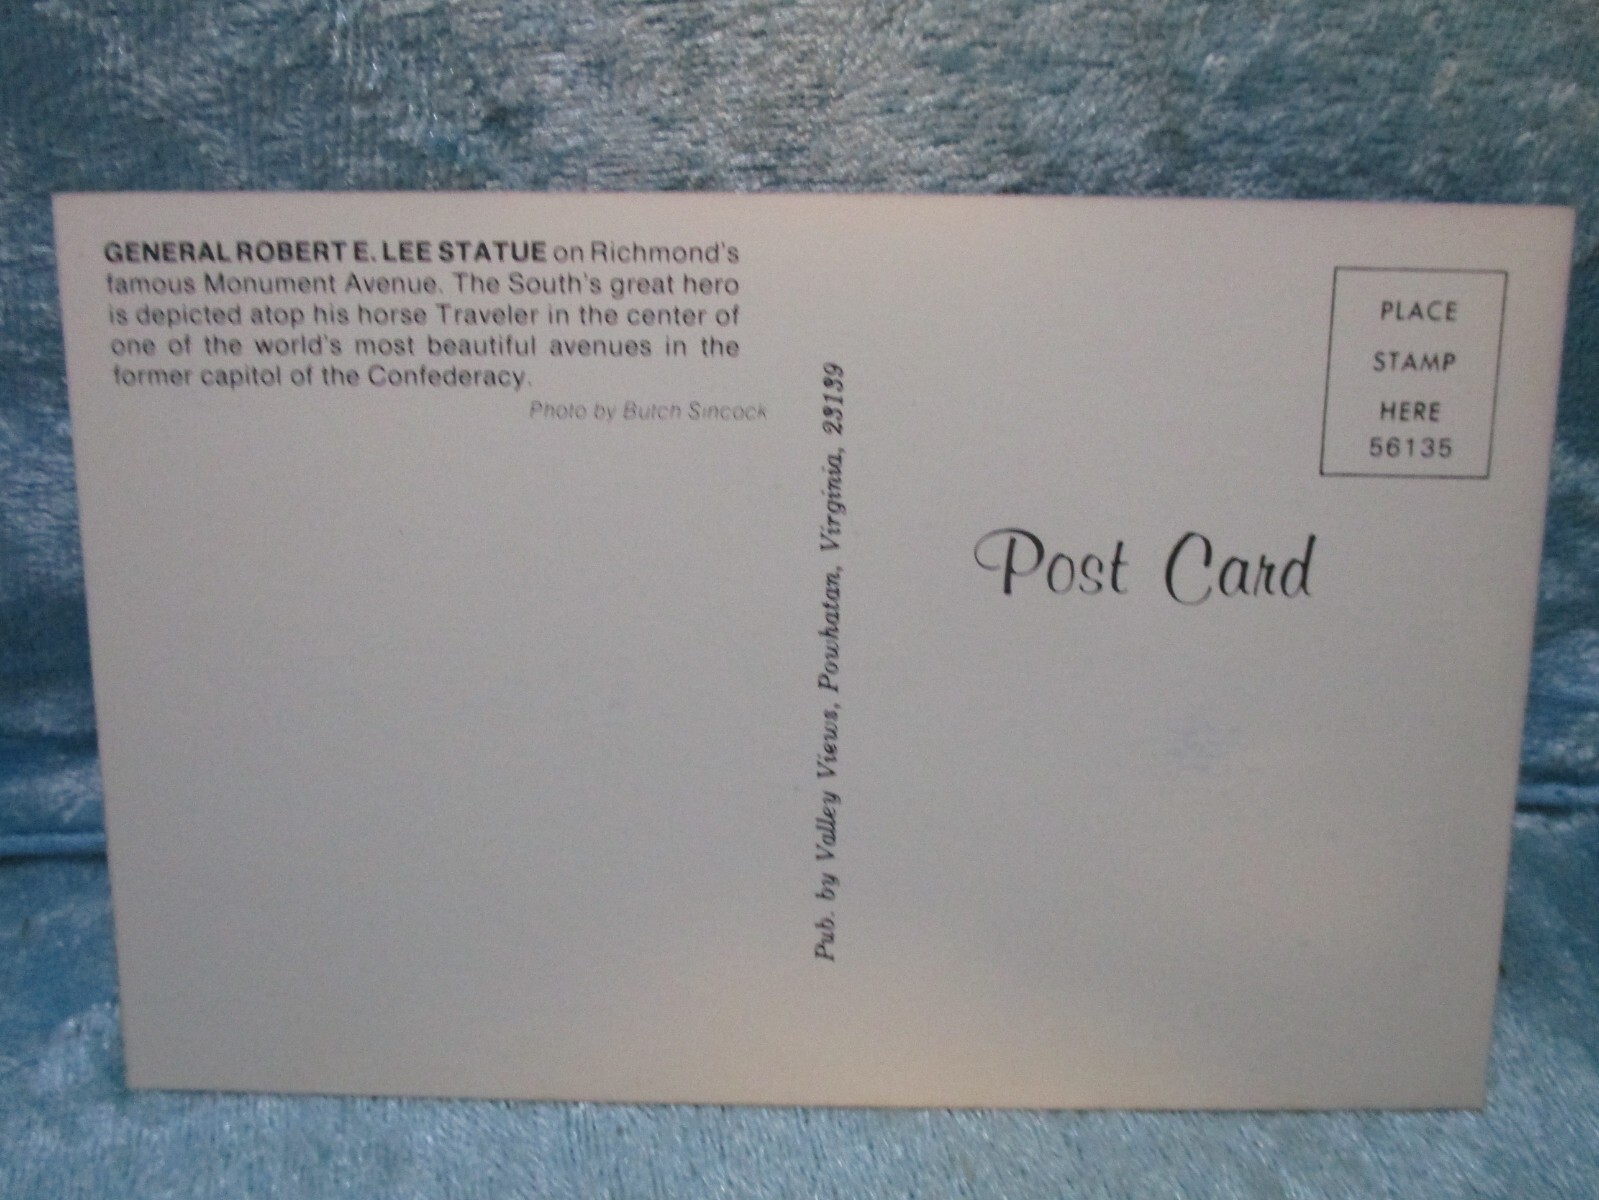 GENERAL ROBERT E. LEE STATUE on Richmond's
famous Monument Avenue. The South's great hero
is depicted atop his horse Traveler in the center of
one of the world's most beautiful avenues in the
former capitol of the Confederacy.
Photo by Butch Sincock
Pub. by Valley Views, Powhatan, Virginia, 23139
PLACE
STAMP
HERE
56135
Post Card